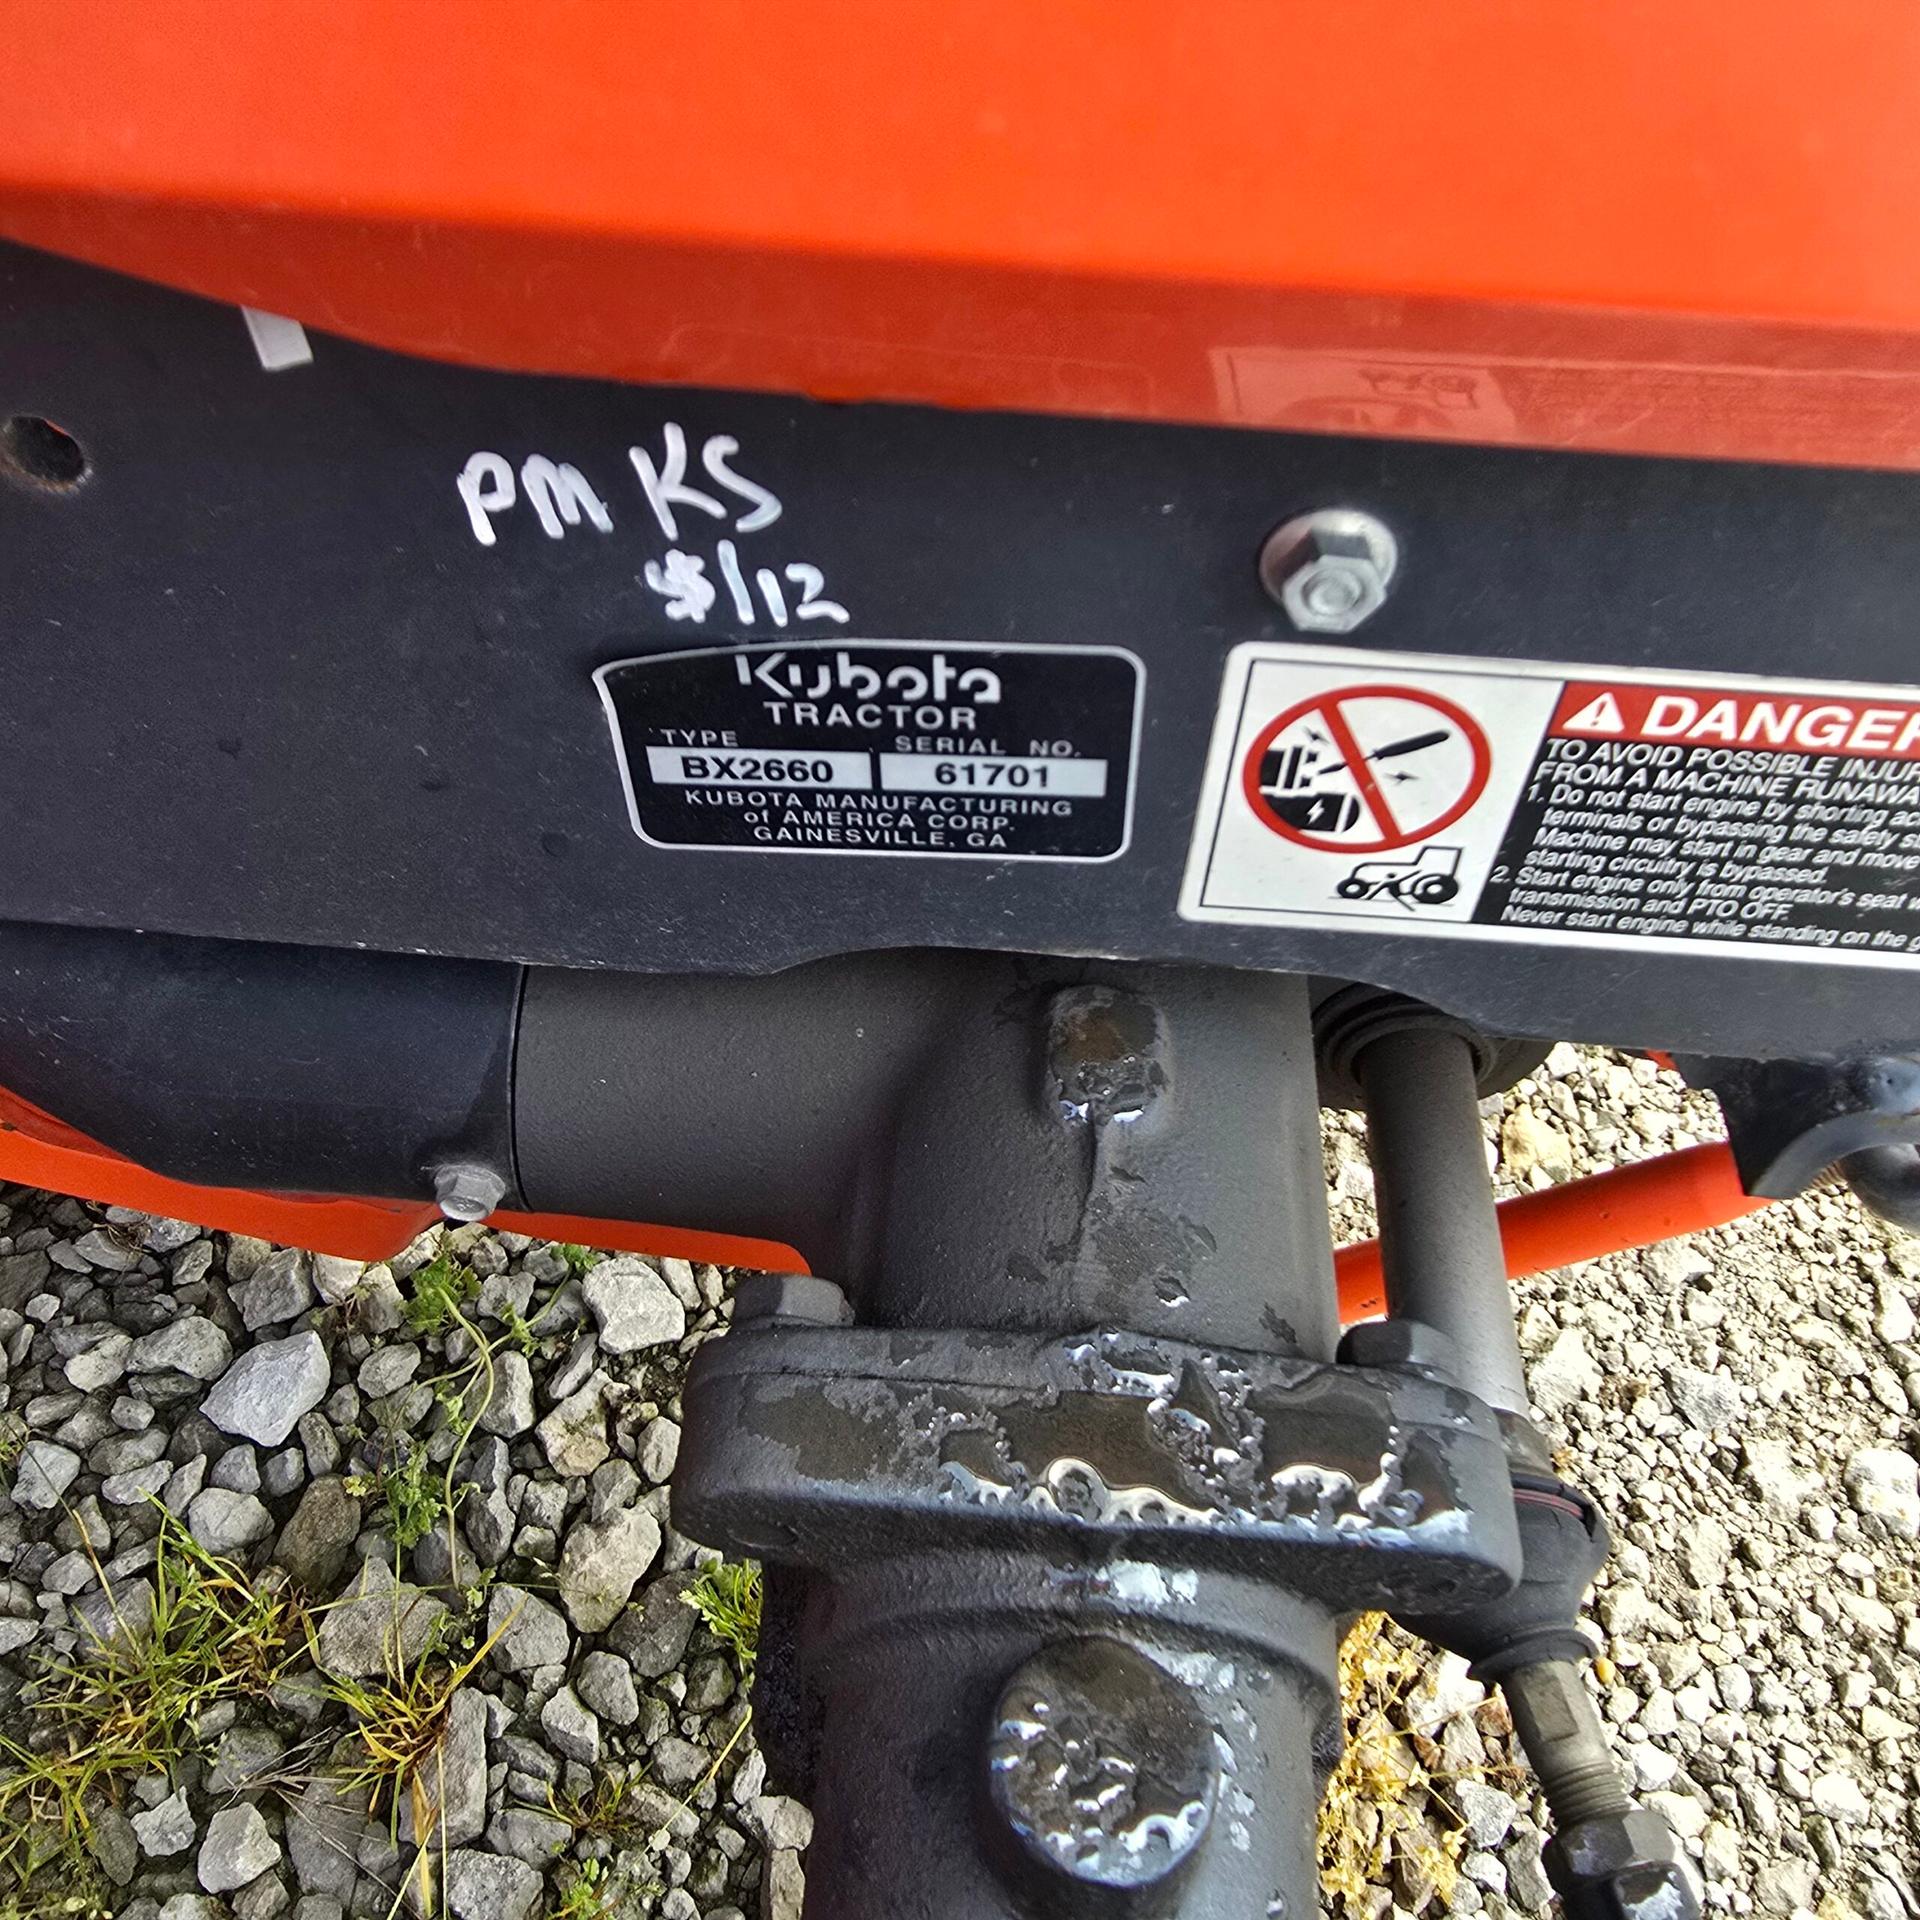 PM KS
Kubota
TRACTOR
TYPE SERIAL NO.
BX2660 61701
KUBOTA MANUFACTURING
of AMERICA CORP.
GAINESVILLE, GA
DANGER
TO AVOID POSSIBLE INJUR
FROM A MACHINE RUNAWA
1. Do not start engine by shorting ac
terminals or bypassing the safety s
Machine may start in gear and move
starting circuitry is bypassed.
2. Start engine only from operator's seat w
transmission and PTO OFF.
Never start engine while standing on the g